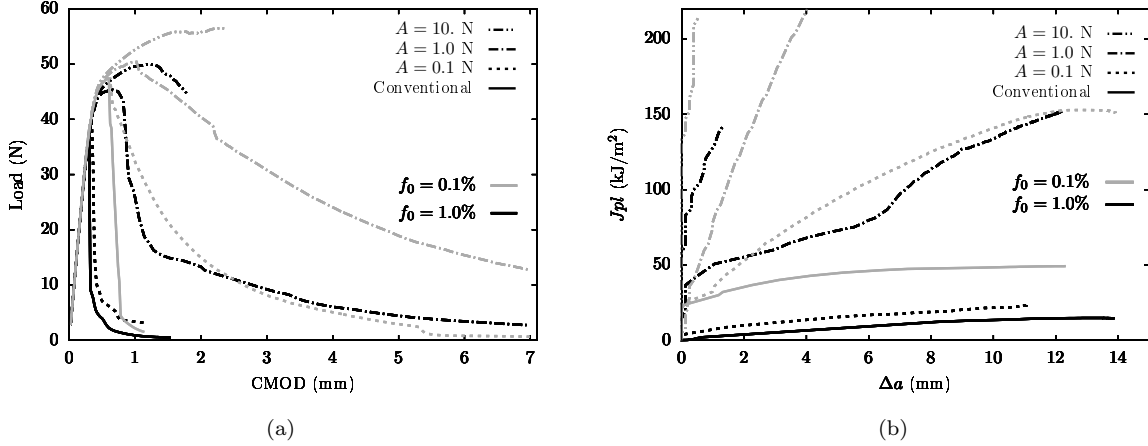 60
50
40
30
20
10
0
Load (N)
0 1 2 3 4 5 6 7
CMOD (mm)
A = 10. N
A = 1.0 N
A = 0.1 N
Conventional
f₀ = 0.1%
f₀ = 1.0%
(a)
200
150
100
50
0
Jpl (kJ/m²)
0 2 4 6 8 10 12 14
Δa (mm)
A = 10. N
A = 1.0 N
A = 0.1 N
Conventional
f₀ = 0.1%
f₀ = 1.0%
(b)